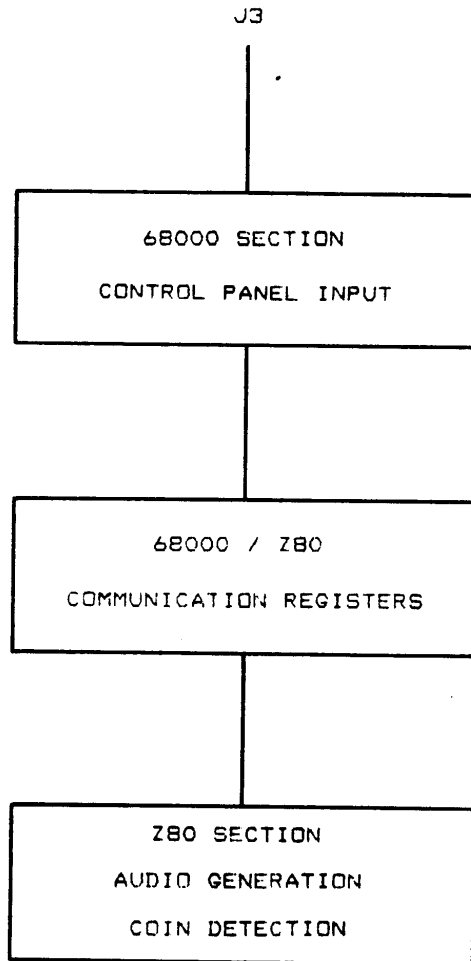 J3
68000 SECTION
CONTROL PANEL INPUT
68000 / Z80
COMMUNICATION REGISTERS
Z80 SECTION
AUDIO GENERATION
COIN DETECTION